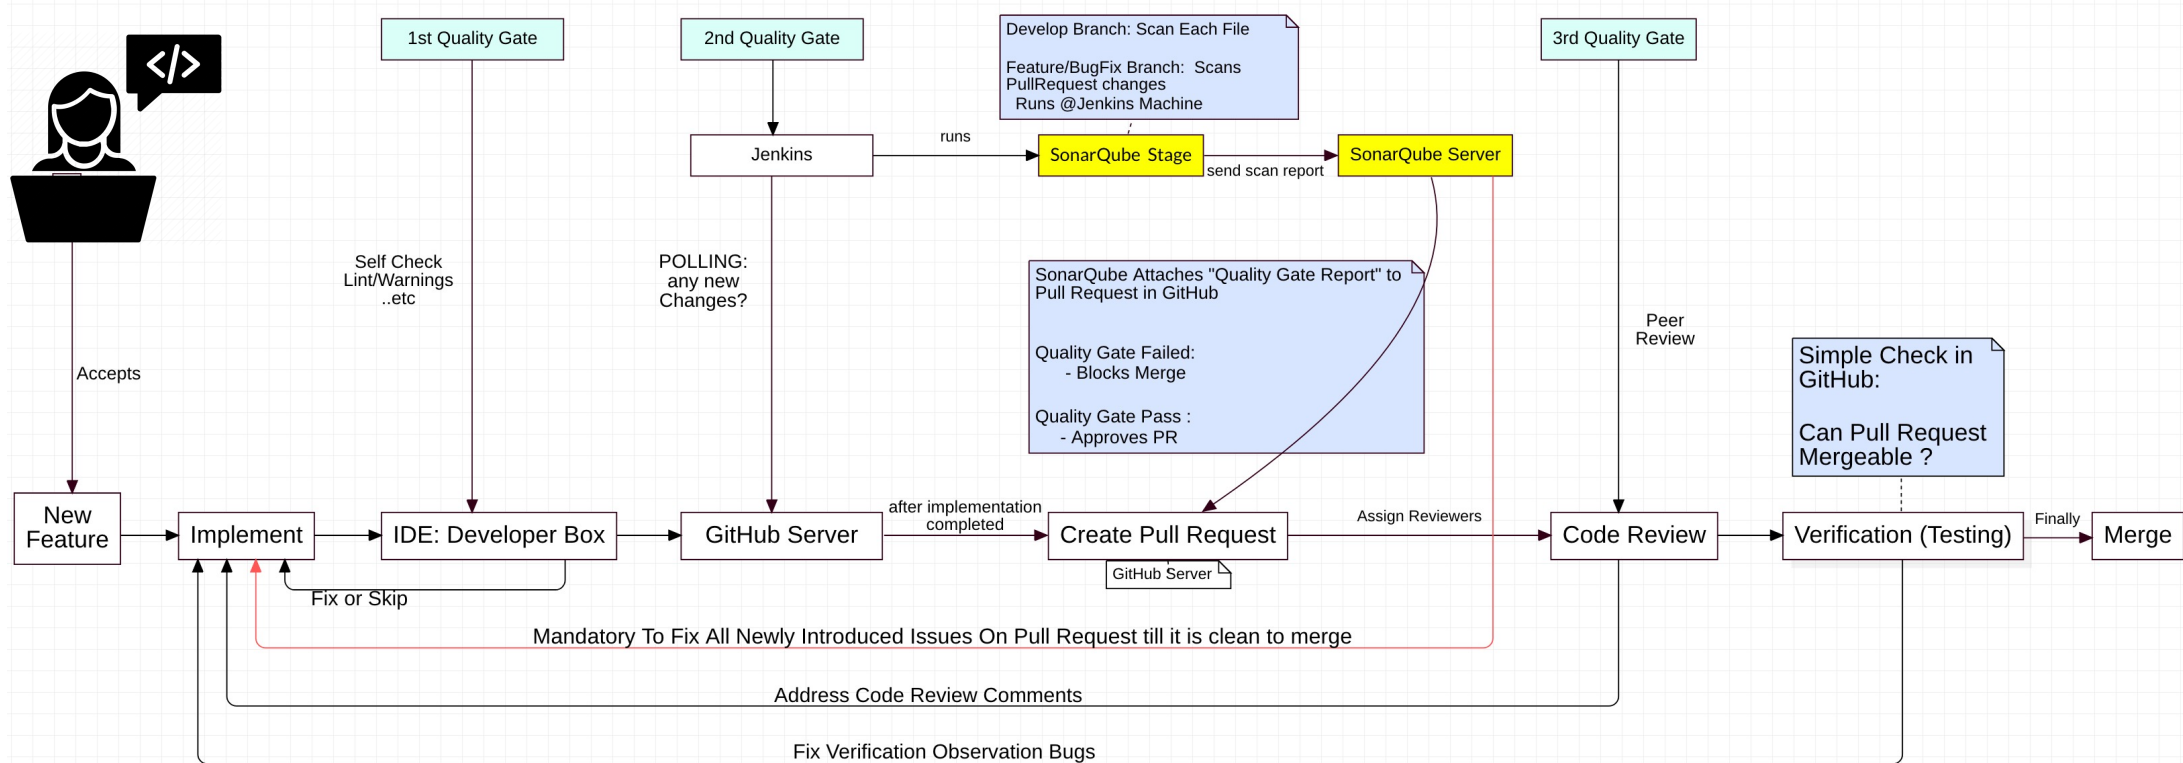 </>
1st Quality Gate
2nd Quality Gate
Develop Branch: Scan Each File
Feature/BugFix Branch:  Scans
PullRequest changes
Runs @Jenkins Machine
3rd Quality Gate
Jenkins
runs
SonarQube Stage
send scan report
SonarQube Server
Self Check
Lint/Warnings
..etc
POLLING:
any new
Changes?
SonarQube Attaches "Quality Gate Report" to
Pull Request in GitHub
Quality Gate Failed:
- Blocks Merge
Quality Gate Pass :
- Approves PR
Peer
Review
Simple Check in
GitHub:
Can Pull Request
Mergeable ?
Accepts
New
Feature
Implement
IDE: Developer Box
GitHub Server
after implementation
completed
Create Pull Request
GitHub Server
Assign Reviewers
Code Review
Verification (Testing)
Finally
Merge
Fix or Skip
Mandatory To Fix All Newly Introduced Issues On Pull Request till it is clean to merge
Address Code Review Comments
Fix Verification Observation Bugs